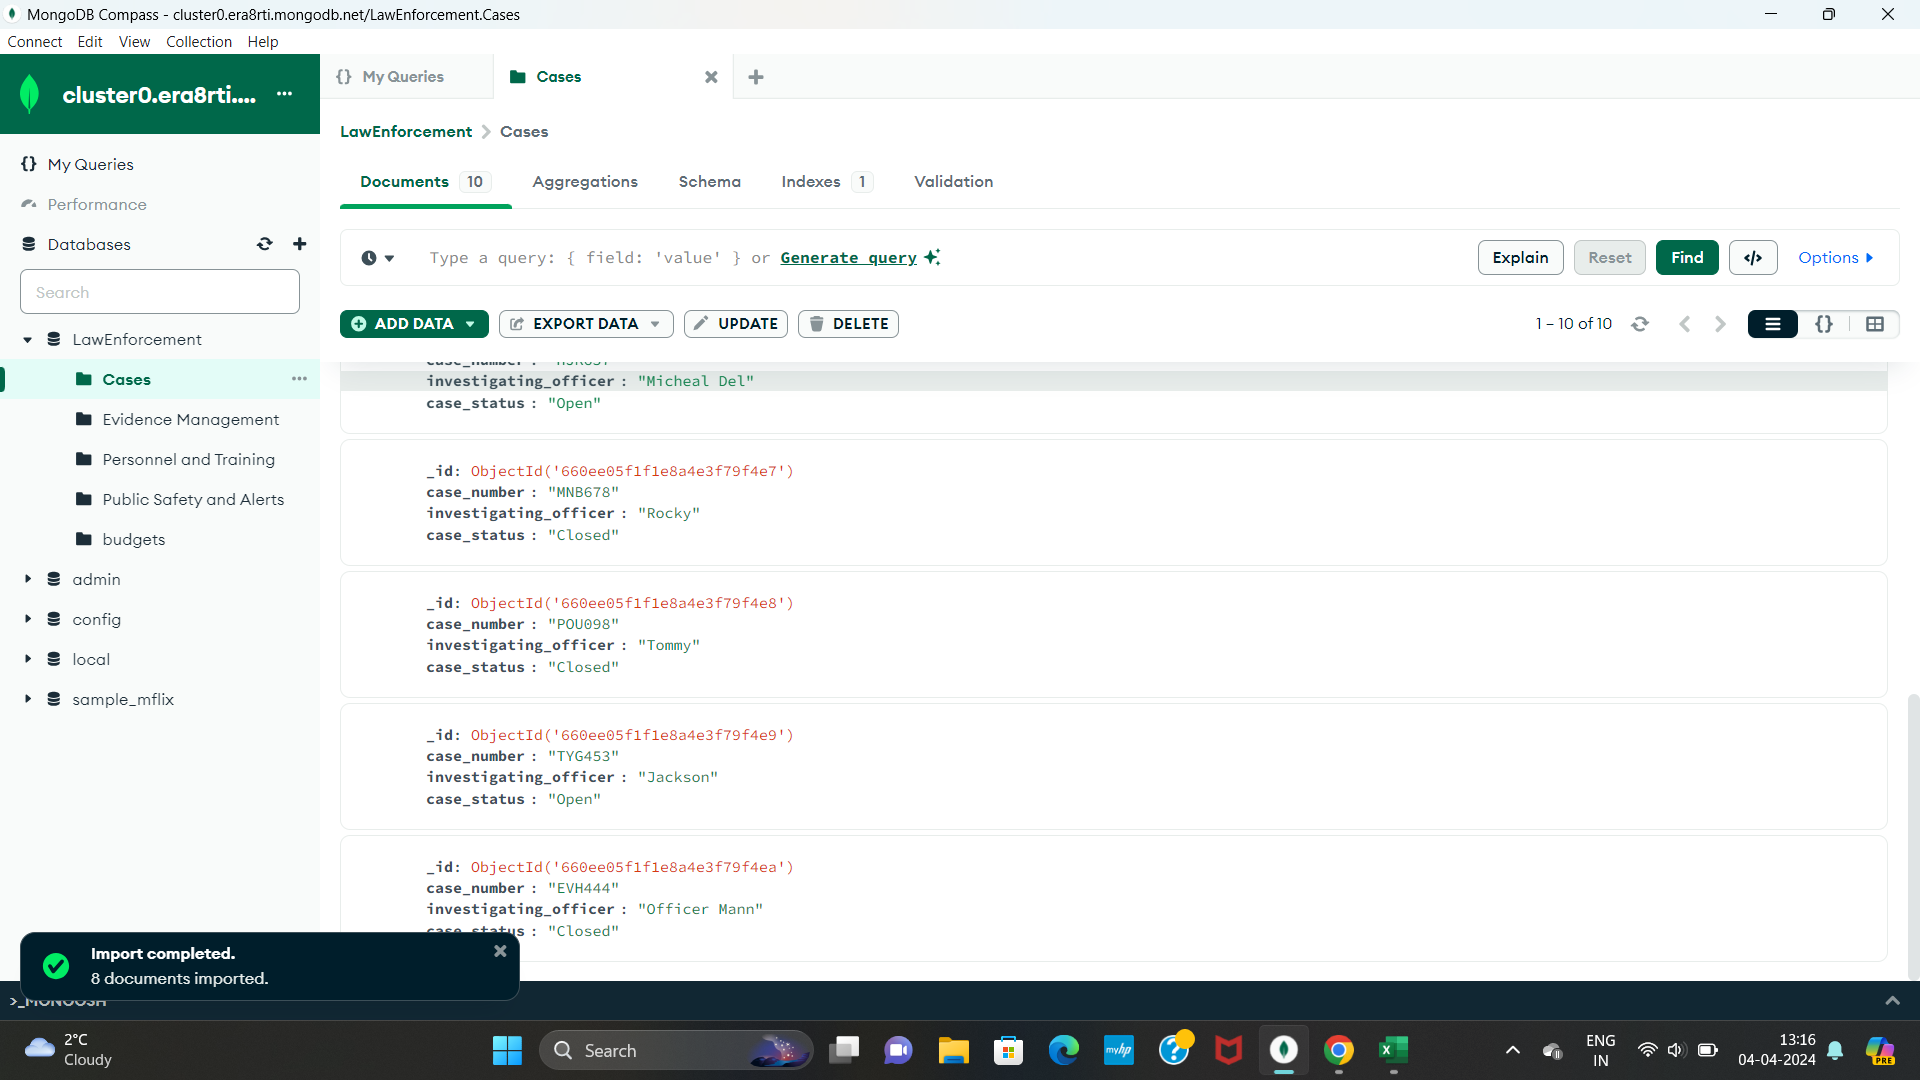 MongoDB Compass - cluster0.era8rti.mongodb.net/LawEnforcement.Cases
Connect Edit View Collection Help
cluster0.era8rti....
{} My Queries
Cases
LawEnforcement > Cases
My Queries
Performance
Databases
Search
LawEnforcement
Cases
Evidence Management
Personnel and Training
Public Safety and Alerts
budgets
admin
config
local
sample_mflix
Documents 10 Aggregations Schema Indexes 1 Validation
Type a query: { field: 'value' } or Generate query
Explain Reset Find </> Options
ADD DATA EXPORT DATA UPDATE DELETE
1 – 10 of 10
{}
investigating_officer : "Micheal Del"
case_status : "Open"
_id: ObjectId('660ee05f1f1e8a4e3f79f4e7')
case_number : "MNB678"
investigating_officer : "Rocky"
case_status : "Closed"
_id: ObjectId('660ee05f1f1e8a4e3f79f4e8')
case_number : "POU098"
investigating_officer : "Tommy"
case_status : "Closed"
_id: ObjectId('660ee05f1f1e8a4e3f79f4e9')
case_number : "TYG453"
investigating_officer : "Jackson"
case_status : "Open"
_id: ObjectId('660ee05f1f1e8a4e3f79f4ea')
case_number : "EVH444"
investigating_officer : "Officer Mann"
case_status : "Closed"
Import completed.
8 documents imported.
>_MONGOSH
2°C
Cloudy
Search
myhp
ENG
IN
13:16
04-04-2024
PRE